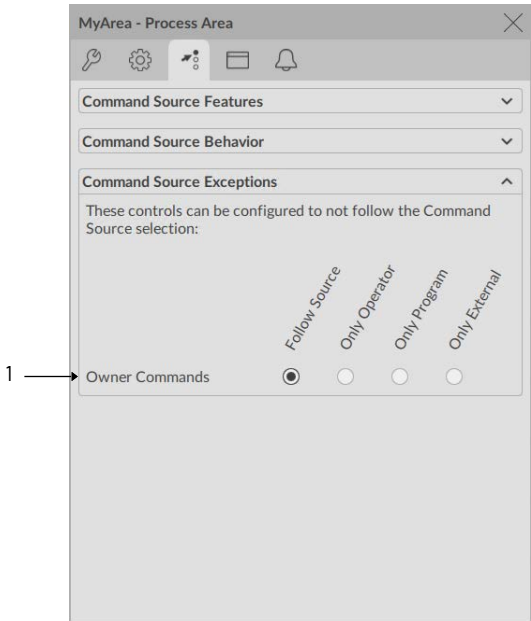 MyArea - Process Area
Command Source Features
Command Source Behavior
Command Source Exceptions
These controls can be configured to not follow the Command
Source selection:
Follow Source
Only Operator
Only Program
Only External
1
Owner Commands